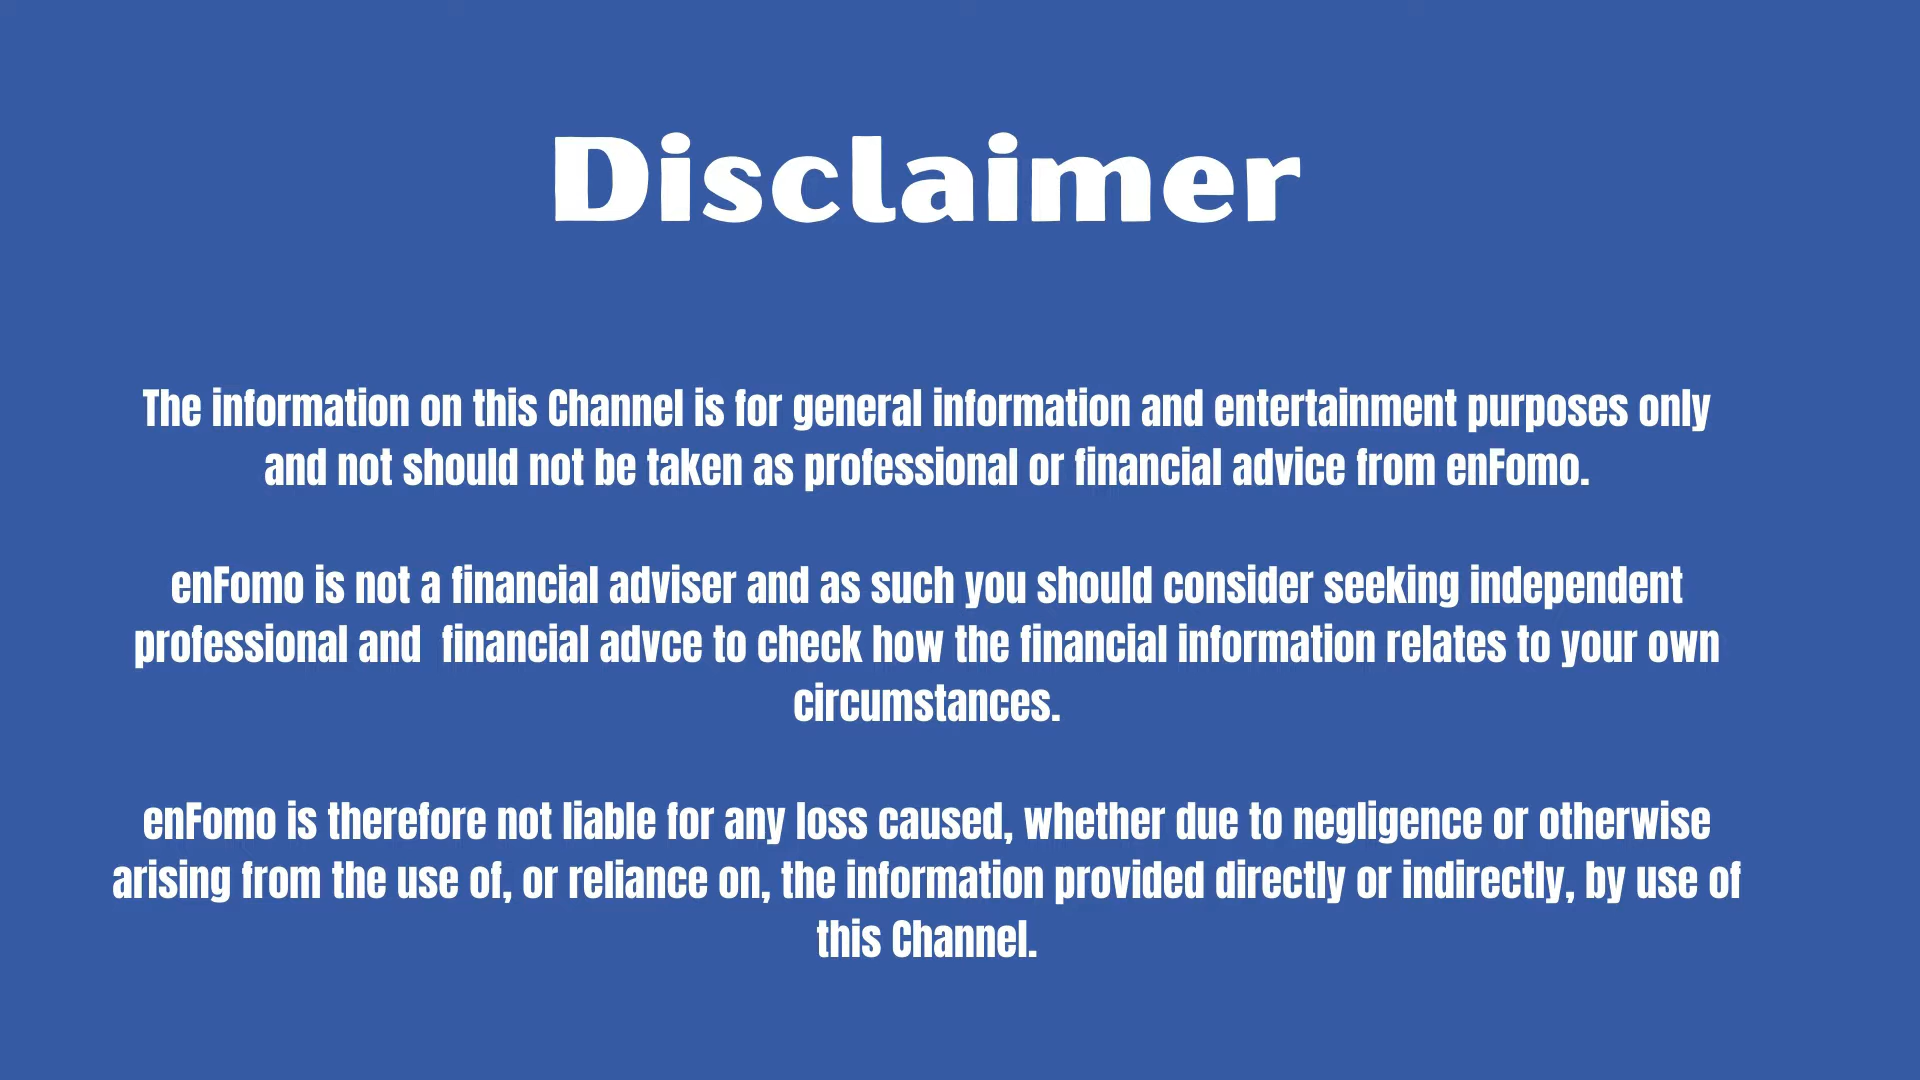 Disclaimer
The information on this Channel is for general information and entertainment purposes only
and not should not be taken as professional or financial advice from enFomo.
enFomo is not a financial adviser and as such you should consider seeking independent
professional and  financial advce to check how the financial information relates to your own
circumstances.
enFomo is therefore not liable for any loss caused, whether due to negligence or otherwise
arising from the use of, or reliance on, the information provided directly or indirectly, by use of
this Channel.